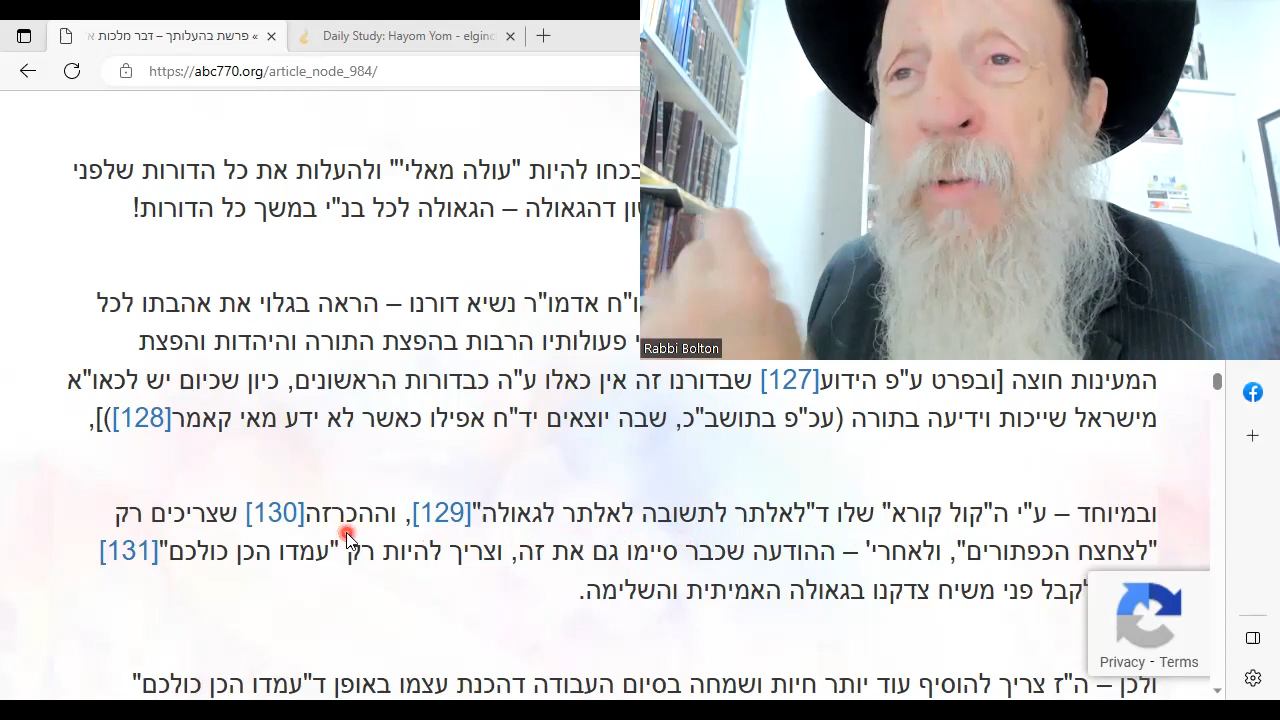 » פרשת בהעלותך – דבר מלכות
Daily Study: Hayom Yom - elginc
https://abc770.org/article_node_984/
בכחו להיות "עולה מאלי'" ולהעלות את כל הדורות שלפני
דהגאולה – הגאולה לכל בנ"י במשך כל הדורות!
אדמו"ר נשיא דורנו – הראה בגלוי את אהבתו לכל
פעולותיו הרבות בהפצת התורה והיהדות והפצת
Rabbi Bolton
המעינות חוצה [ובפרט ע"פ הידוע[127] שבדורנו זה אין כאלו ע"ה כבדורות הראשונים, כיון שכיום יש לכאו"א
מישראל שייכות וידיעה בתורה (עכ"פ בתושב"כ, שבה יוצאים יד"ח אפילו כאשר לא ידע מאי קאמר[128])],
ובמיוחד – ע"י ה"קול קורא" שלו ד"לאלתר לתשובה לאלתר לגאולה"[129], וההכרזה[130] שצריכים רק
"לצחצח הכפתורים", ולאחרי' – ההודעה שכבר סיימו גם את זה, וצריך להיות רק "עמדו הכן כולכם"[131]
לקבל פני משיח צדקנו בגאולה האמיתית והשלימה.
Privacy - Terms
ולכן – ה"ז צריך להוסיף עוד יותר חיות ושמחה בסיום העבודה דהכנת עצמו באופן ד"עמדו הכן כולכם"